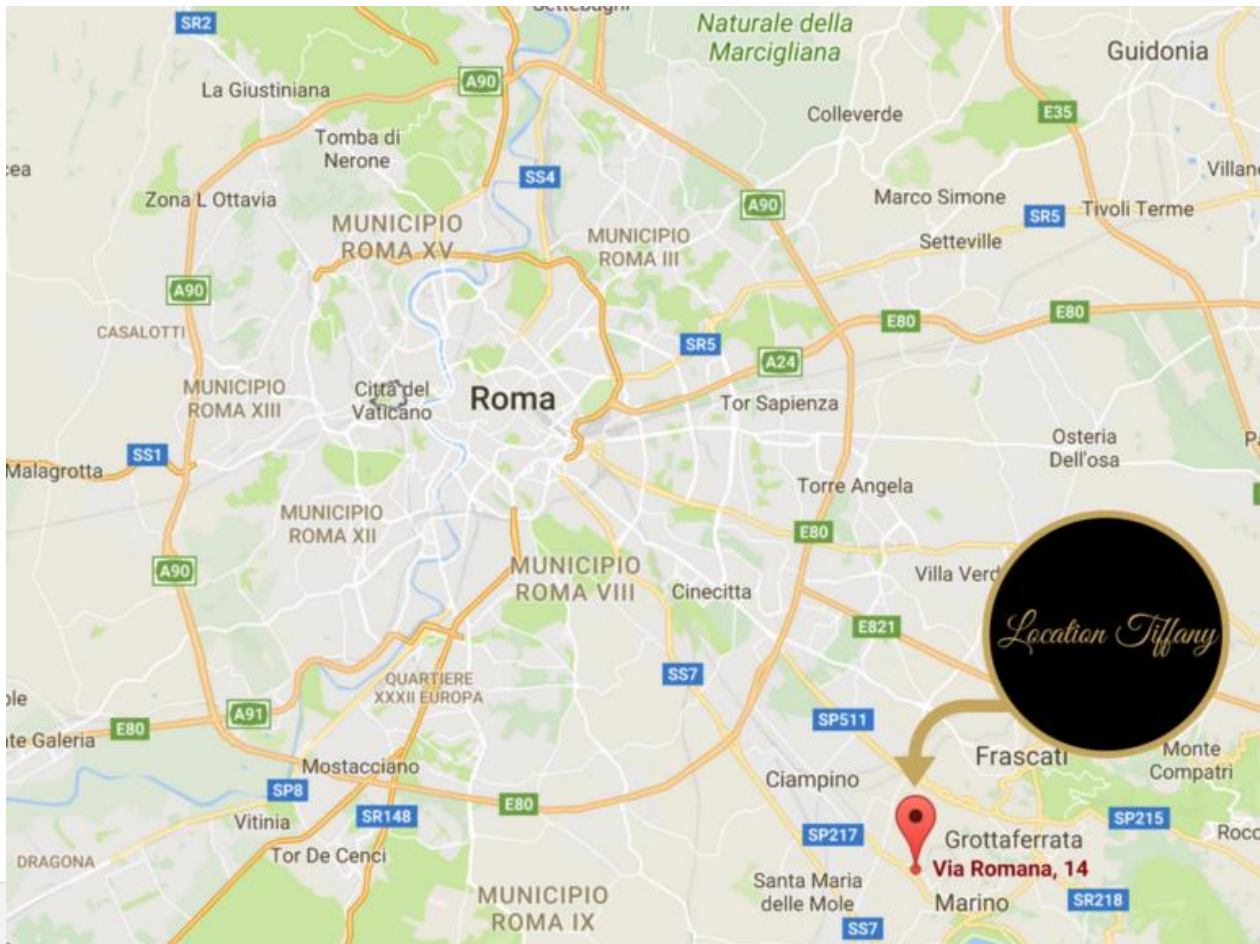 Settebagni
SR2
Naturale della
Marcigliana
Guidonia
A90
La Giustiniana
E35
Colleverde
Tomba di
Nerone
SS4
Zona L Ottavia
A90
Marco Simone
SR5
Tivoli Terme
MUNICIPIO
ROMA XV
MUNICIPIO
ROMA III
Setteville
A90
CASALOTTI
E80
E80
SR5
A24
MUNICIPIO
ROMA XIII
Città del
Vaticano
Roma
Tor Sapienza
Osteria
Dell'osa
SS1
Malagrotta
Torre Angela
MUNICIPIO
ROMA XII
E80
A90
MUNICIPIO
ROMA VIII
Cinecitta
Villa Verd
E821
Location Tiffany
QUARTIERE
XXXII EUROPA
SS7
A91
E80
SP511
te Galeria
Frascati
Monte
Compatri
Mostacciano
Ciampino
SP8
E80
Vitinia
SR148
SP217
SP215
Grottaferrata
Rocc
Tor De Cenci
DRAGONA
Via Romana, 14
Santa Maria
delle Mole
Marino
SR218
MUNICIPIO
ROMA IX
SS7